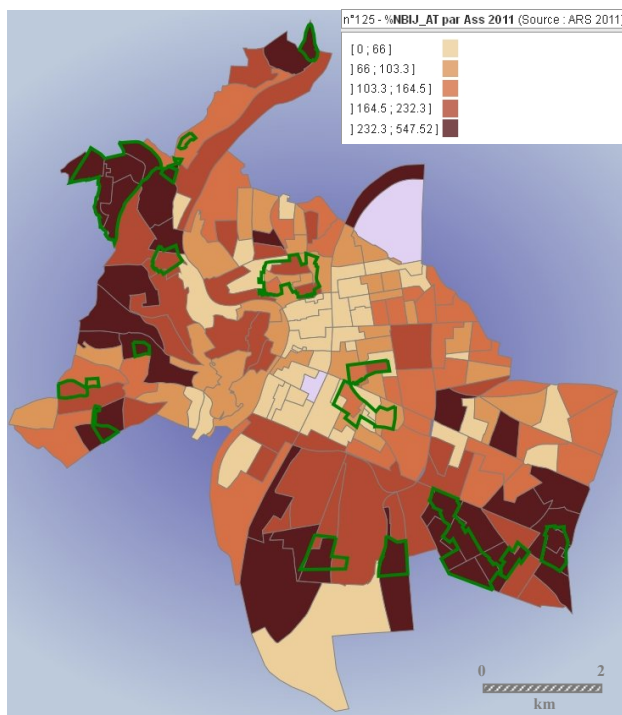 n°125 - %NBIJ_AT par Ass 2011 (Source : ARS 2011)
[ 0 ; 66 ]
] 66 ; 103.3 ]
] 103.3 ; 164.5 ]
] 164.5 ; 232.3 ]
] 232.3 ; 547.52 ]
0 2
km